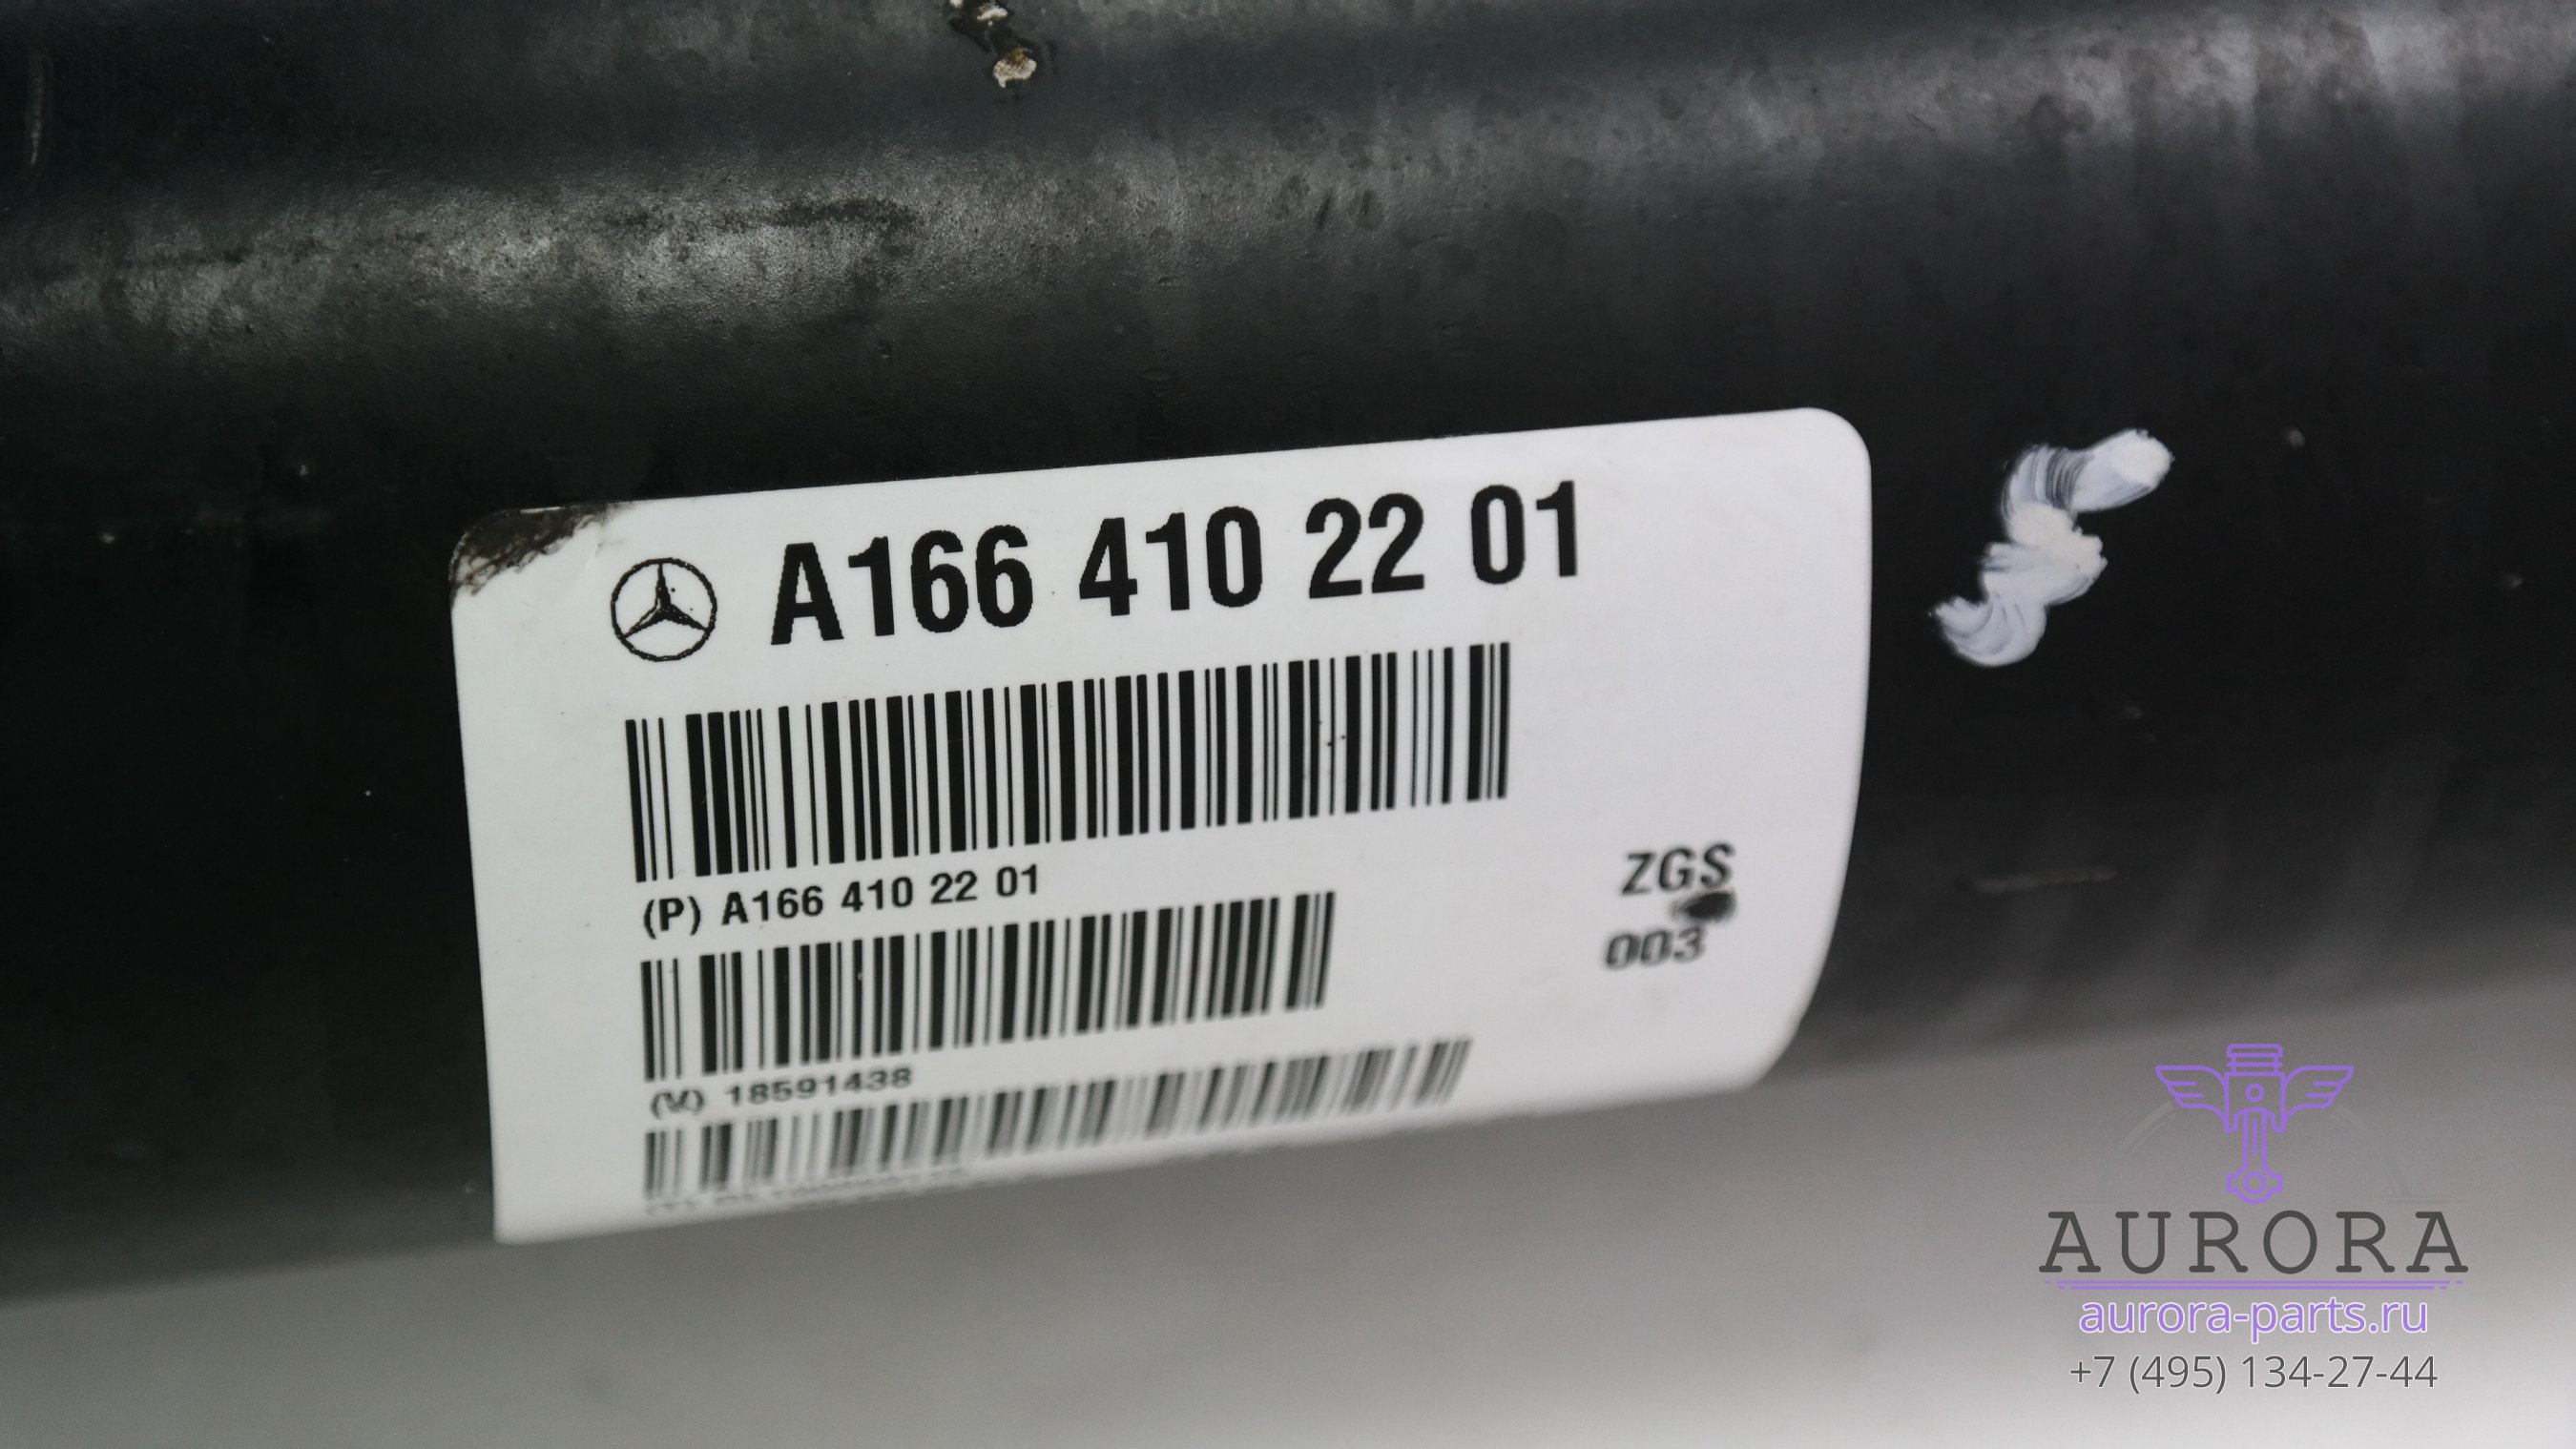 A166 410 22 01
(P) A166 410 22 01
ZGS
003
(V) 18591438
AURORA
aurora-parts.ru
+7 (495) 134-27-44